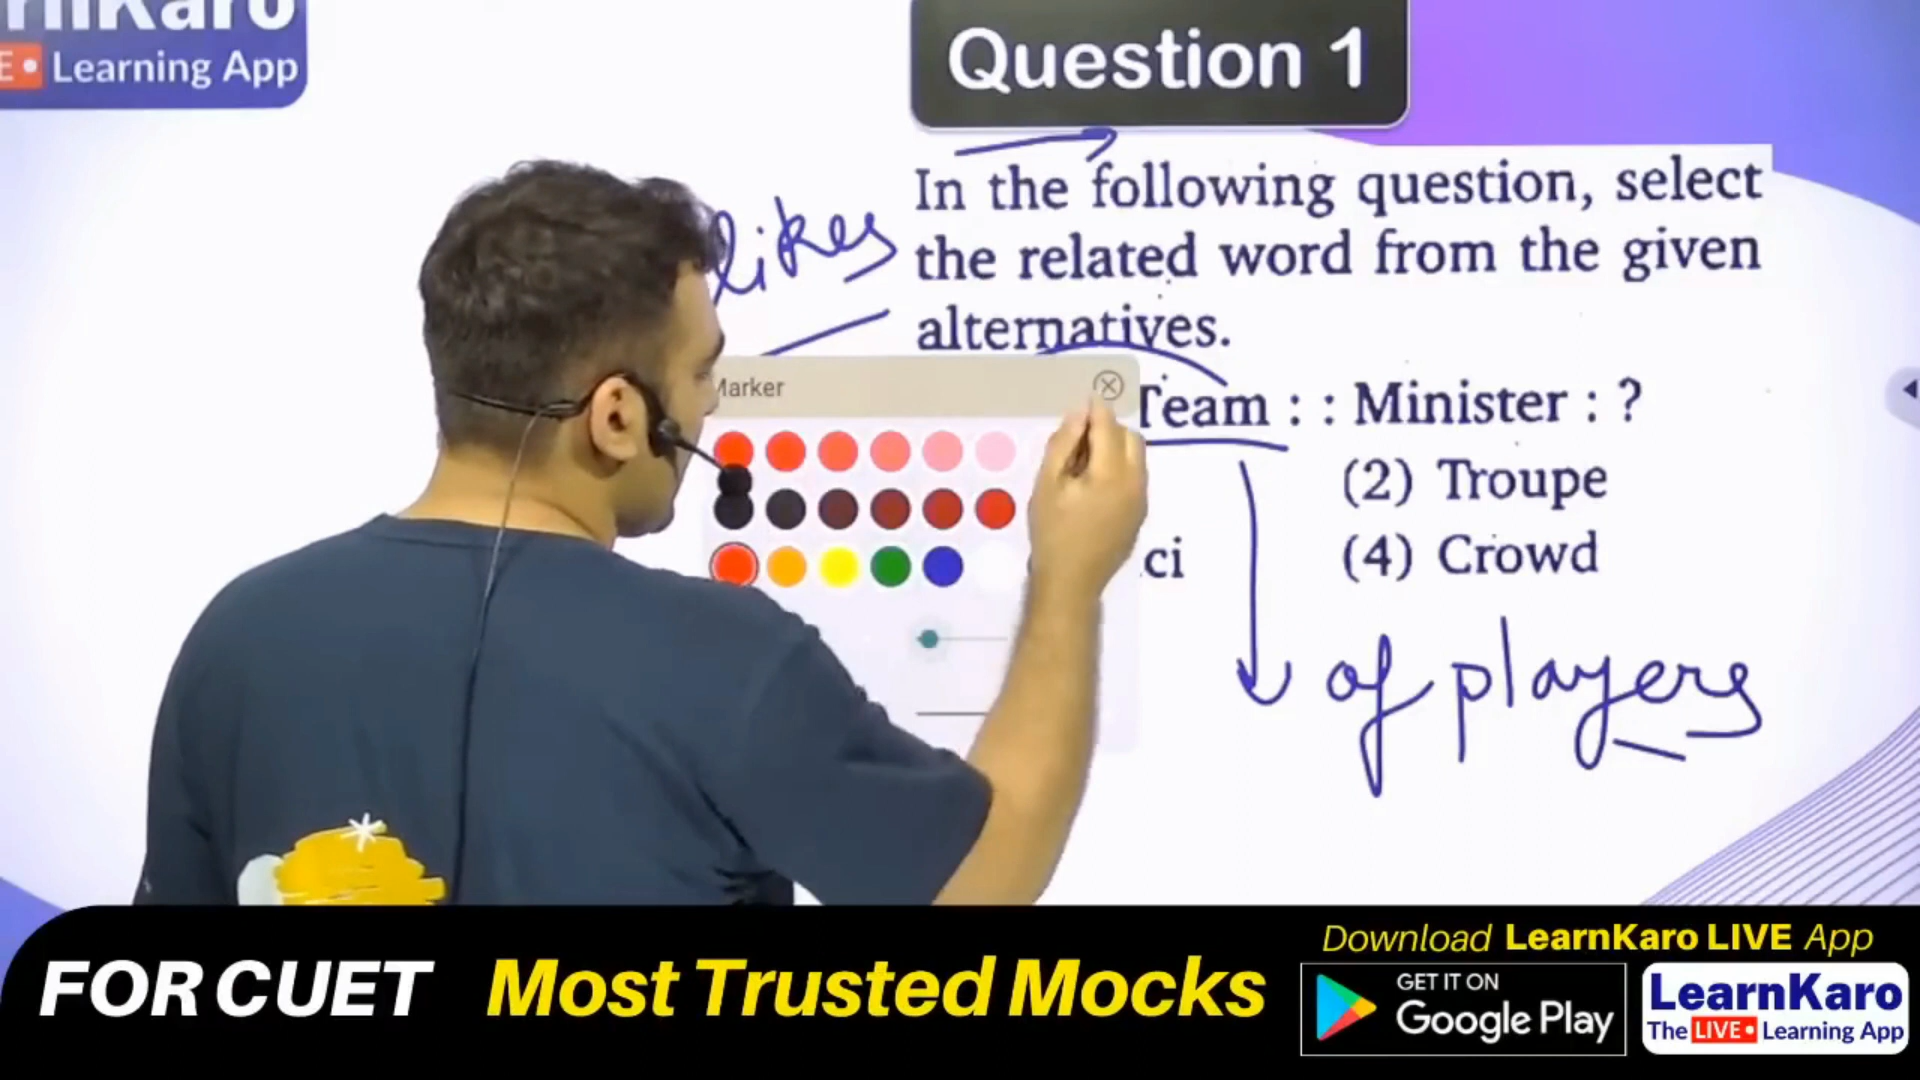 Learning App
Question 1
In the following question, select
the related word from the given
alternatives.
likes
Marker
Team : : Minister : ?
(2) Troupe
ci
(4) Crowd
of players
FOR CUET Most Trusted Mocks
Download LearnKaro LIVE App
GET IT ON
Google Play
LearnKaro
The LIVE Learning App